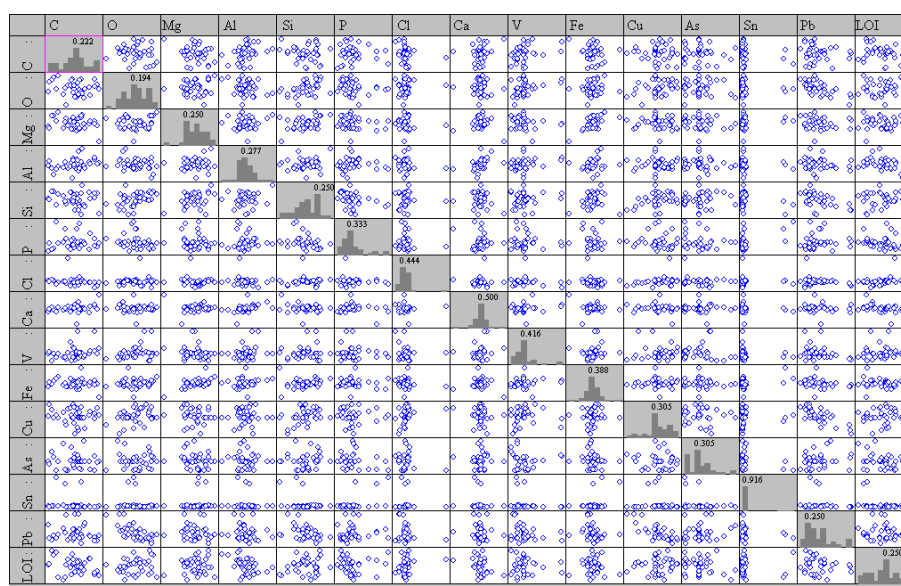 C O Mg Al Si P Cl Ca V Fe Cu As Sn Pb LOI
C : 0.222
O : 0.194
Mg : 0.250
Al : 0.277
Si : 0.250
P : 0.333
Cl : 0.444
Ca : 0.500
V : 0.416
Fe : 0.388
Cu : 0.305
As : 0.305
Sn : 0.916
Pb : 0.250
LOI : 0.250